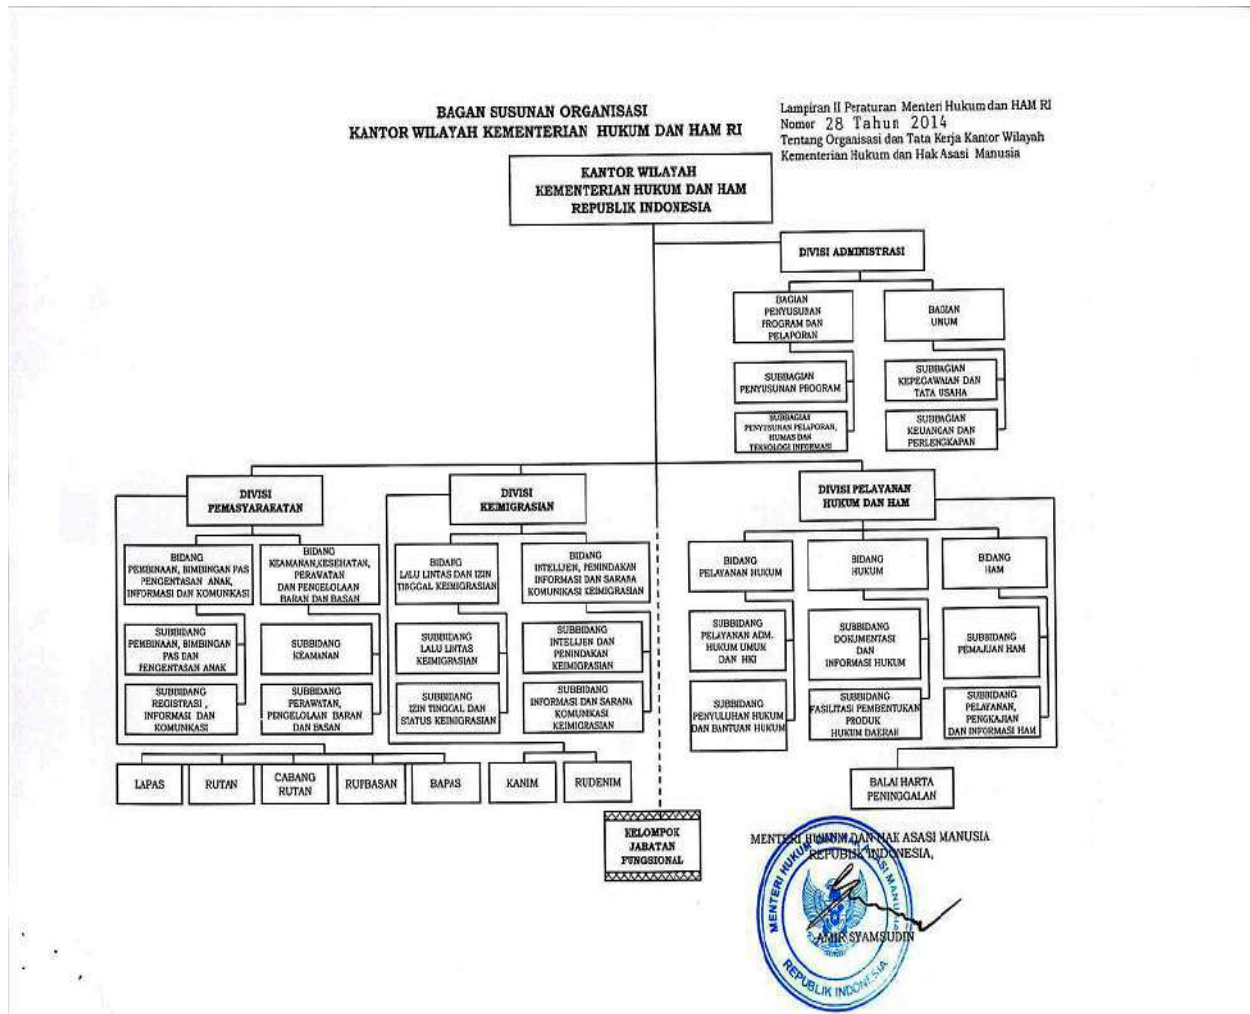 BAGAN SUSUNAN ORGANISASI
KANTOR WILAYAH KEMENTERIAN HUKUM DAN HAM RI
Lampiran II Peraturan Menteri Hukum dan HAM RI
Nomor 28 Tahun 2014
Tentang Organisasi dan Tata Kerja Kantor Wilayah
Kementerian Hukum dan Hak Asasi Manusia
KANTOR WILAYAH
KEMENTERIAN HUKUM DAN HAM
REPUBLIK INDONESIA
DIVISI ADMINISTRASI
BAGIAN
PENYUSUNAN
PROGRAM DAN
PELAPORAN
BAGIAN
UNUM
SUBBAGIAN
PENYUSUNAN PROGRAM
SUBBAGIAN
KEPEGAWAIAN DAN
TATA USAHA
SUBBAGIAN
PENYUSUNAN PELAPORAN,
HUMAS DAN
TEKNOLOGI INFORMASI
SUBBAGIAN
KEUANGAN DAN
PERLENGKAPAN
DIVISI
PEMASYARAKATAN
DIVISI
KEIMIGRASIAN
DIVISI PELAYANAN
HUKUM DAN HAM
BIDANG
PEMBINAAN, BIMBINGAN PAS
PENGENTASAN ANAK,
INFORMASI DAN KOMUNIKASI
BIDANG
KEAMANAN,KESEHATAN,
PERAVATAN
DAN PENGELOLAAN
BARAN DAN BASAN
BIDANG
LALU LINTAS DAN IZIN
TINGGAL KEIMIGRASIAN
BIDANG
INTELIJEN, PENINDAKAN
INFORMASI DAN SARANA
KOMUNIKASI KEIMIGRASIAN
BIDANG
PELAYANAN HUKUM
BIDANG
HUKUM
BIDANG
HAM
SUBBIDANG
PEMBINAAN, BIMBINGAN
PAS DAN
PENGENTASAN ANAK
SUBBIDANG
KEAMANAN
SUBBIDANG
LALU LINTAS
KEIMIGRASIAN
SUBBIDANG
INTELIJEN DAN
PENINDAKAN
KEIMIGRASIAN
SUBBIDANG
PELAYANAN ADM.
HUKUM UMUM
DAN HKI
SUBBIDANG
DOKUMENTASI
DAN
INFORMASI HUKUM
SUBBIDANG
PEMAJUAN HAM
SUBBIDANG
REGISTRASI ,
INFORMASI DAN
KOMUNIKASI
SUBBIDANG
PERAWATAN,
PENGELOLAAN BARAN
DAN BASAN
SUBBIDANG
IZIN TINGGAL DAN
STATUS KEIMIGRASIAN
SUBBIDANG
INFORMASI DAN SARANA
KOMUNIKASI
KEIMIGRASIAN
SUBBIDANG
PENYULUHAN HUKUM
DAN BANTUAN HUKUM
SUBBIDANG
FASILITASI PEMBENTUKAN
PRODUK
HUKUM DAERAH
SUBBIDANG
PELAYANAN,
PENGKAJIAN
DAN INFORMASI HAM
LAPAS
RUTAN
CABANG
RUTAN
RUPBASAN
BAPAS
KANIM
RUDENIM
BALAI HARTA
PENINGGALAN
KELOMPOK
JABATAN
FUNGSIONAL
MENTERI HUKUM DAN HAK ASASI MANUSIA
REPUBLIK INDONESIA,
MENTERI HUKUM DAN HAK ASASI MANUSIA
REPUBLIK INDONESIA
AMIR SYAMSUDIN